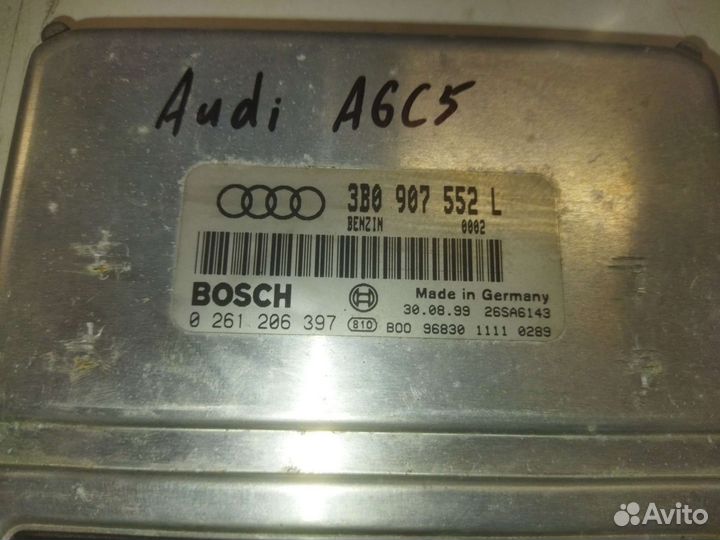 Audi A6C5
3B0 907 552 L
BENZIN 0002
BOSCH
Made in Germany
30.08.99 26SA6143
0 261 206 397 810 B00 96830 1111 0289
Avito